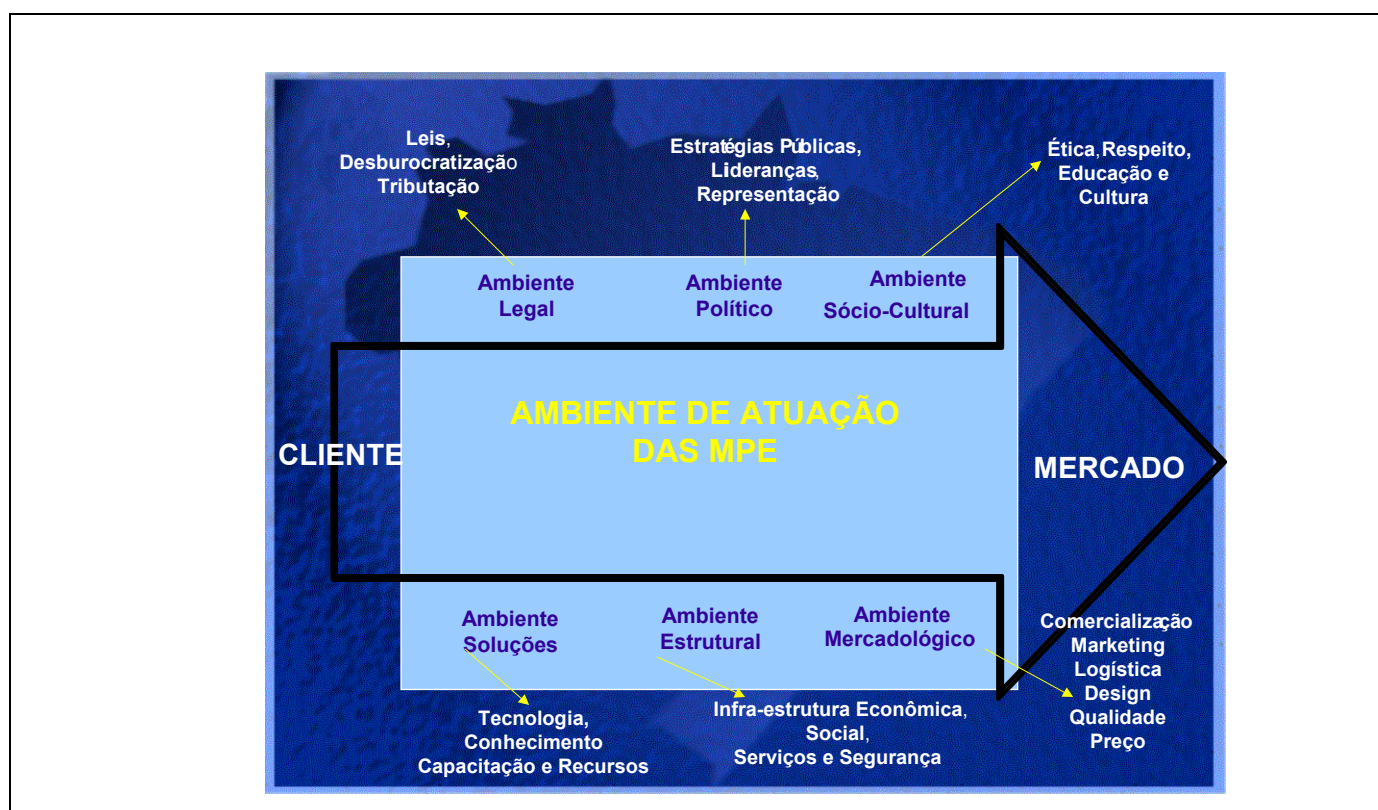 Leis,
Desburocratização
Tributação
Estratégias Públicas,
Lideranças,
Representação
Ética, Respeito,
Educação e
Cultura
Ambiente
Legal
Ambiente
Político
Ambiente
Sócio-Cultural
AMBIENTE DE ATUAÇÃO
DAS MPE
CLIENTE
MERCADO
Ambiente
Soluções
Ambiente
Estrutural
Ambiente
Mercadológico
Tecnologia,
Conhecimento
Capacitação e Recursos
Infra-estrutura Econômica,
Social,
Serviços e Segurança
Comercialização
Marketing
Logística
Design
Qualidade
Preço